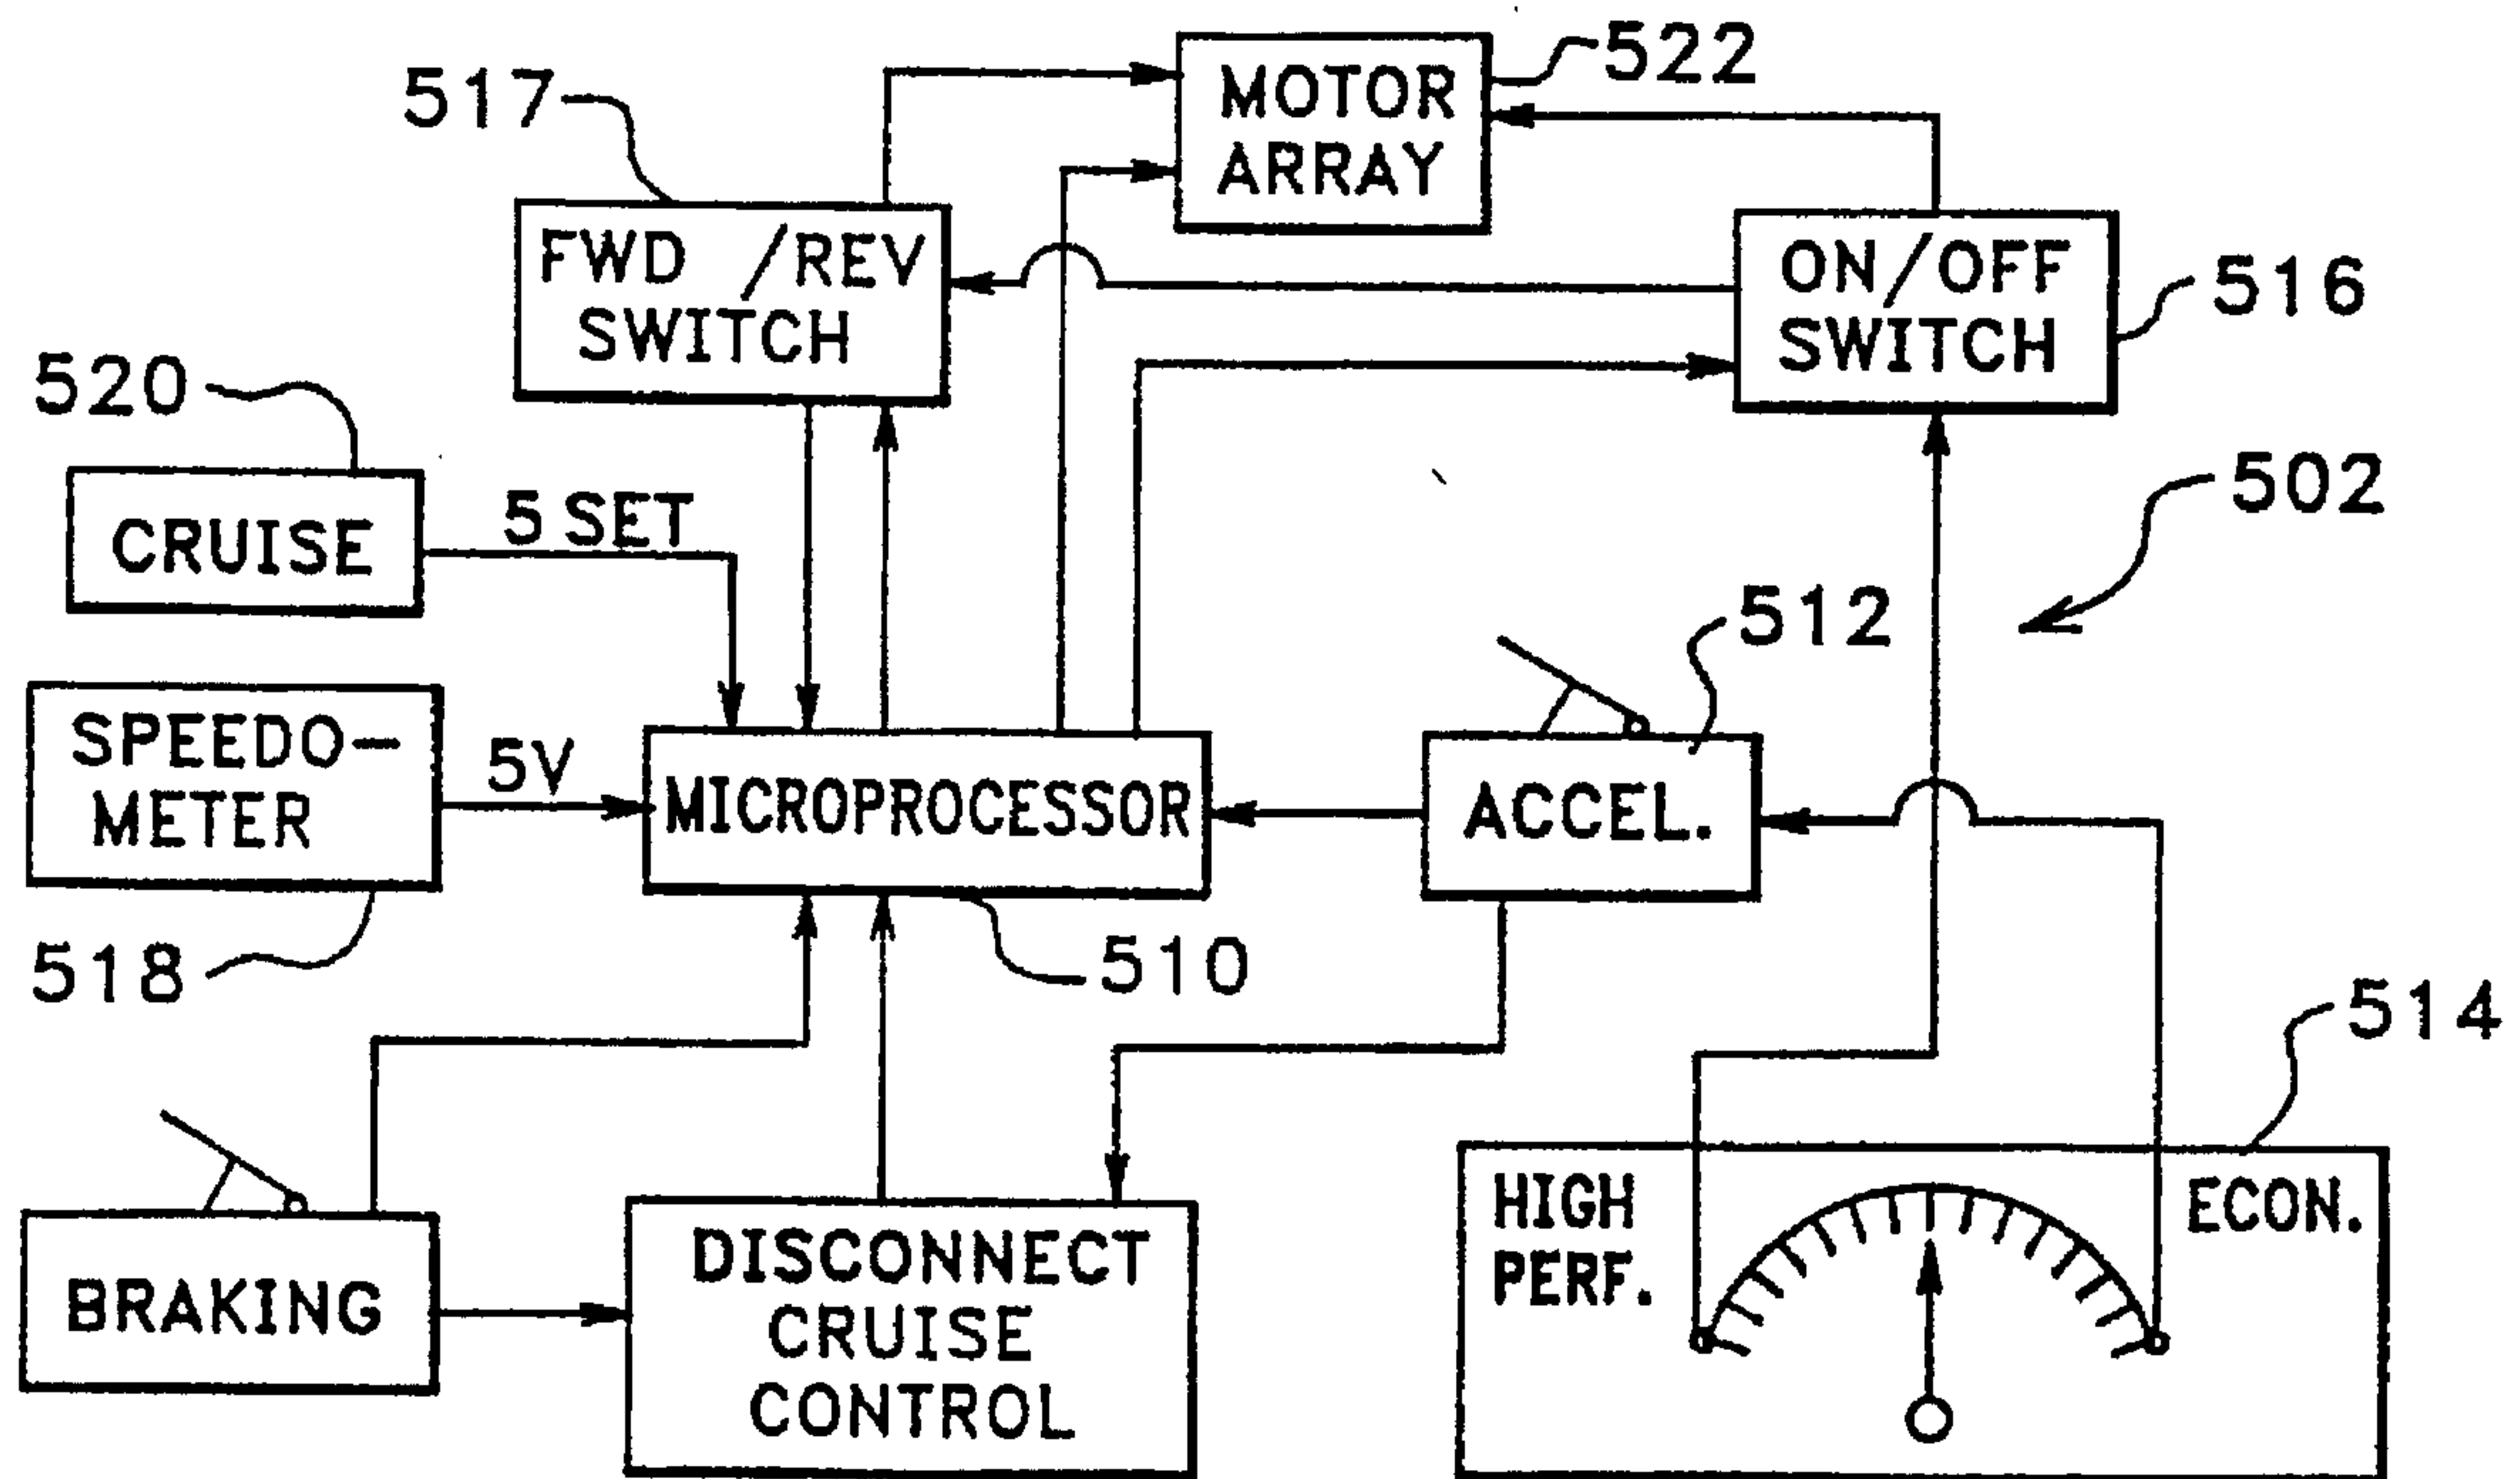 522
MOTOR
ARRAY
517
FWD /REV
SWITCH
ON/OFF
SWITCH
516
520
CRUISE
5 SET
502
512
SPEEDO-
METER
5V
MICROPROCESSOR
ACCEL.
518
510
514
BRAKING
DISCONNECT
CRUISE
CONTROL
HIGH
PERF.
ECON.